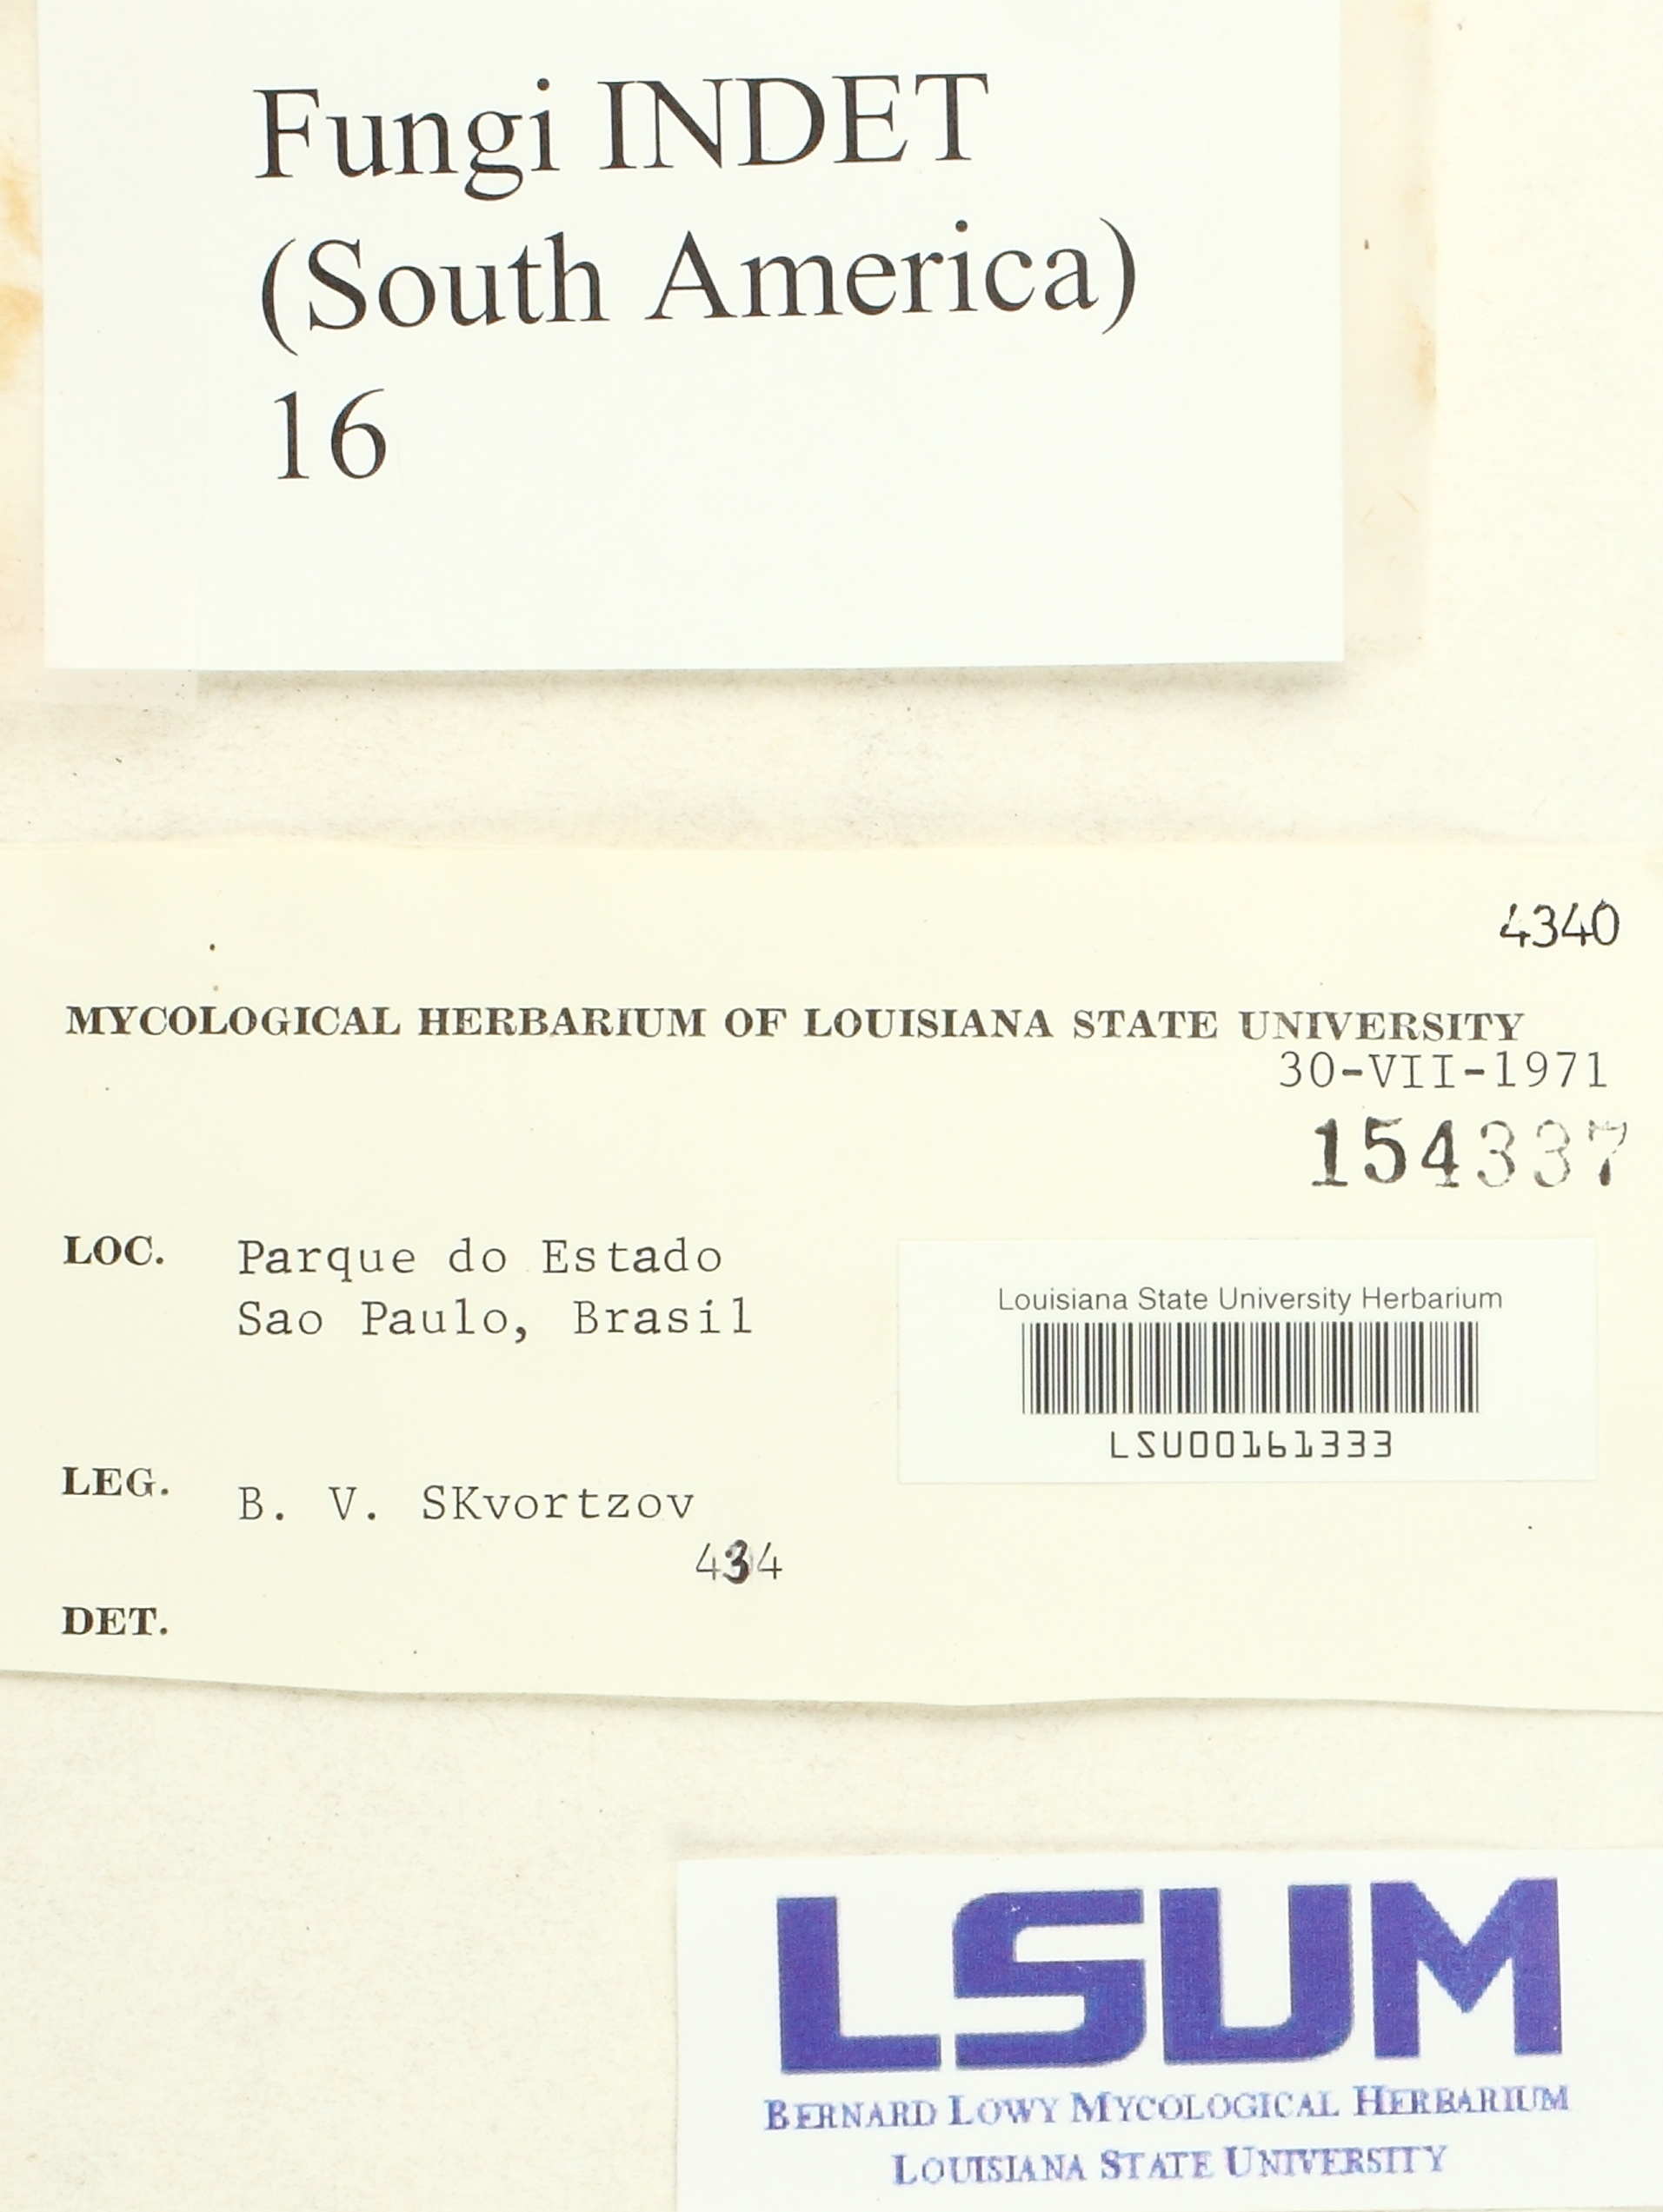 Fungi INDET
(South America)
16
4340
MYCOLOGICAL HERBARIUM OF LOUISIANA STATE UNIVERSITY
30-VII-1971
154337
LOC. Parque do Estado
Sao Paulo, Brasil
Louisiana State University Herbarium
LSU00161333
LEG. B. V. SKvortzov
434
DET.
LSUM
BERNARD LOWY MYCOLOGICAL HERBARIUM
LOUISIANA STATE UNIVERSITY